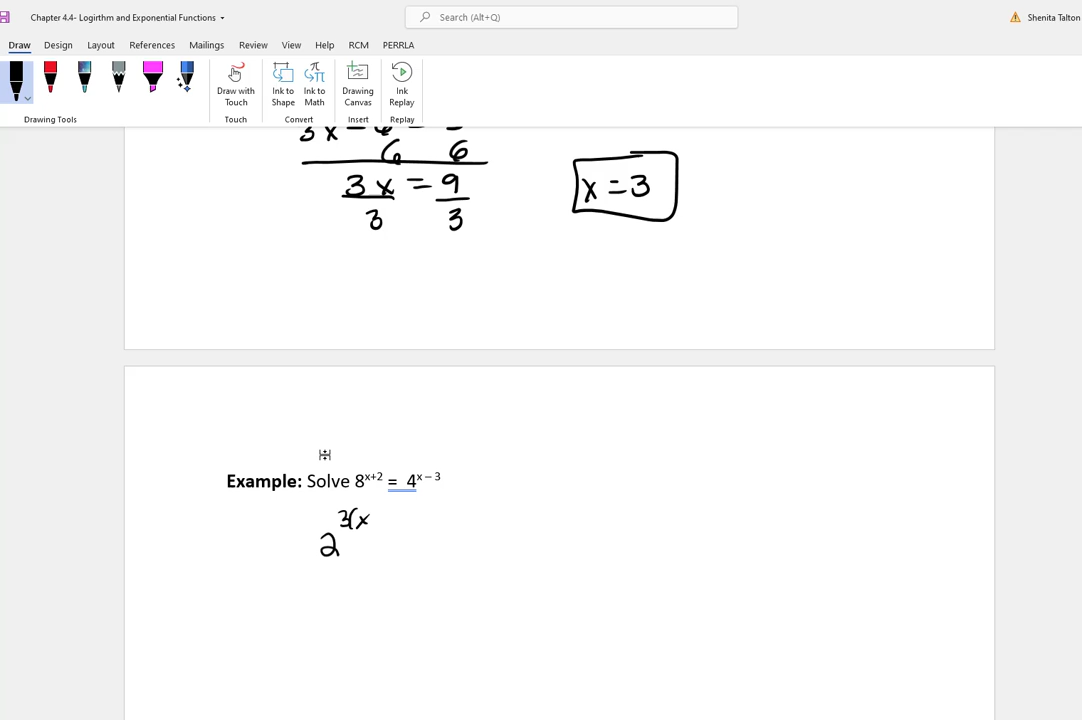 Chapter 4.4- Logirthm and Exponential Functions
Search (Alt+Q)
Shenita Talton
Draw Design Layout References Mailings Review View Help RCM PERRLA
Draw with Touch
Ink to Shape
Ink to Math
Drawing Canvas
Ink Replay
Drawing Tools Touch Convert Insert Replay
6 6
3x = 9
3 3
x = 3
Example: Solve 8^{x+2} = 4^{x – 3}
2^{3(x}